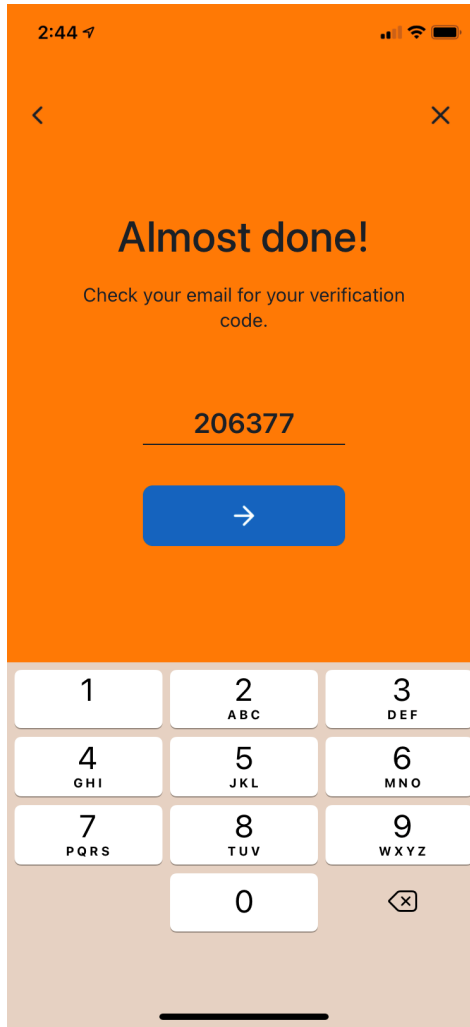 2:44
Almost done!
Check your email for your verification
code.
206377
1
2
ABC
3
DEF
4
GHI
5
JKL
6
MNO
7
PQRS
8
TUV
9
WXYZ
0